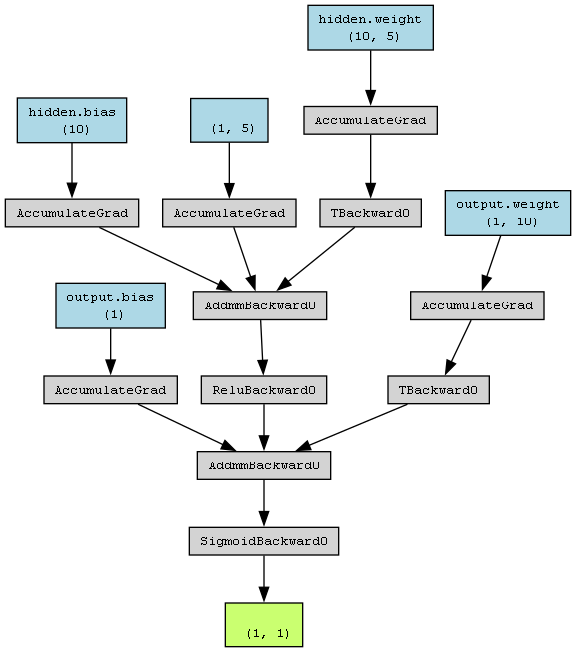 hidden.weight
(10, 5)
hidden.bias
(10)
(1, 5)
AccumulateGrad
AccumulateGrad
AccumulateGrad
TBackward0
output.weight
(1, 10)
output.bias
(1)
AddmmBackward0
AccumulateGrad
AccumulateGrad
ReluBackward0
TBackward0
AddmmBackward0
SigmoidBackward0
(1, 1)